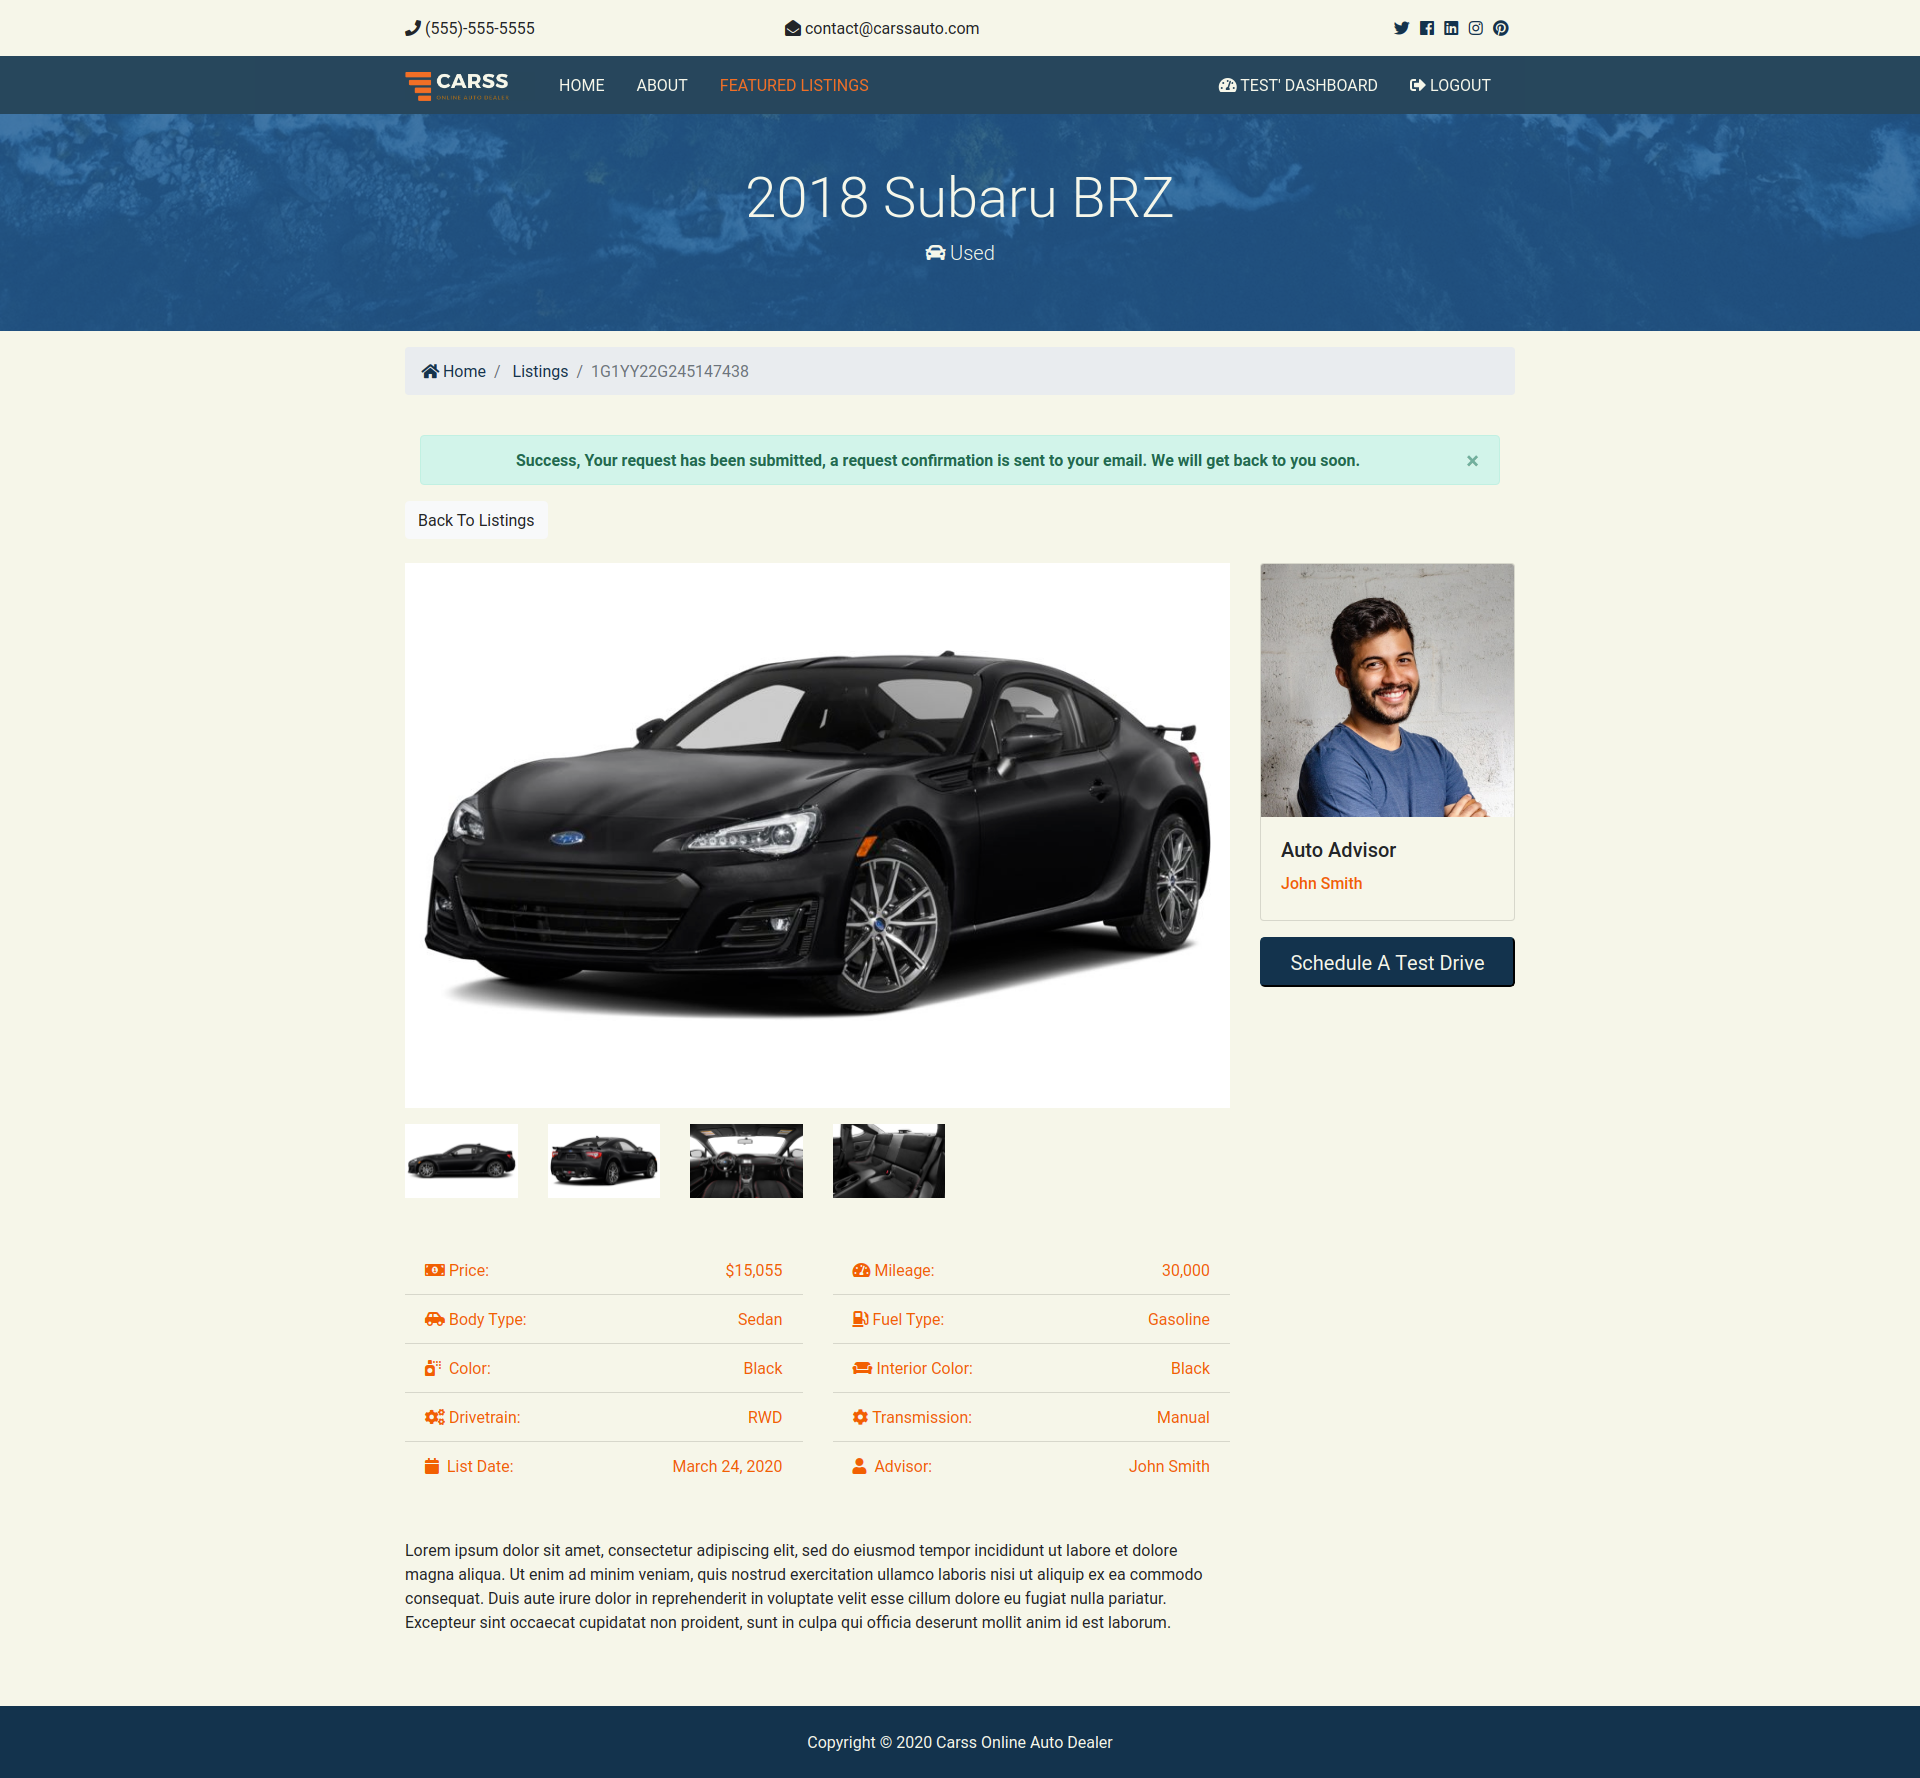 (555)-555-5555
contact@carssauto.com
CARSS
ONLINE AUTO DEALER
HOME
ABOUT
FEATURED LISTINGS
TEST' DASHBOARD
LOGOUT
2018 Subaru BRZ
Used
Home / Listings / 1G1YY22G245147438
Success, Your request has been submitted, a request confirmation is sent to your email. We will get back to you soon. ×
Back To Listings
Auto Advisor
John Smith
Schedule A Test Drive
Price: $15,055
Mileage: 30,000
Body Type: Sedan
Fuel Type: Gasoline
Color: Black
Interior Color: Black
Drivetrain: RWD
Transmission: Manual
List Date: March 24, 2020
Advisor: John Smith
Lorem ipsum dolor sit amet, consectetur adipiscing elit, sed do eiusmod tempor incididunt ut labore et dolore
magna aliqua. Ut enim ad minim veniam, quis nostrud exercitation ullamco laboris nisi ut aliquip ex ea commodo
consequat. Duis aute irure dolor in reprehenderit in voluptate velit esse cillum dolore eu fugiat nulla pariatur.
Excepteur sint occaecat cupidatat non proident, sunt in culpa qui officia deserunt mollit anim id est laborum.
Copyright © 2020 Carss Online Auto Dealer